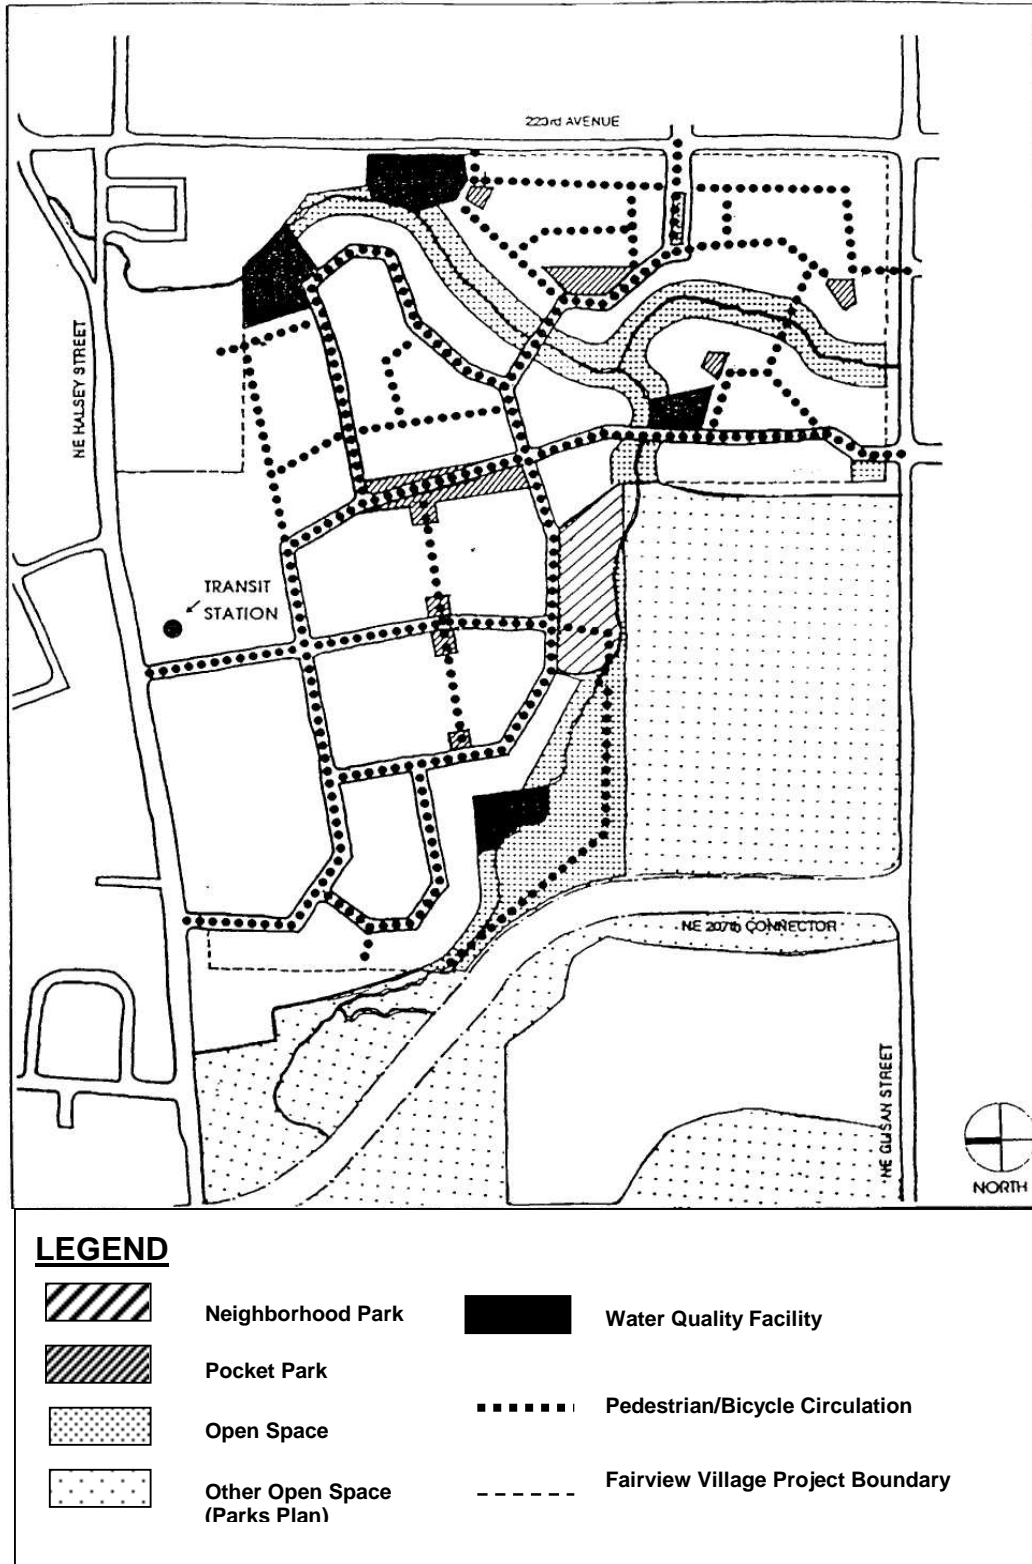 223rd AVENUE
NE HALSEY STREET
TRANSIT
STATION
NE 207th CONNECTOR
NE GLISAN STREET
NORTH
LEGEND
Neighborhood Park
Water Quality Facility
Pocket Park
Pedestrian/Bicycle Circulation
Open Space
Fairview Village Project Boundary
Other Open Space
(Parks Plan)